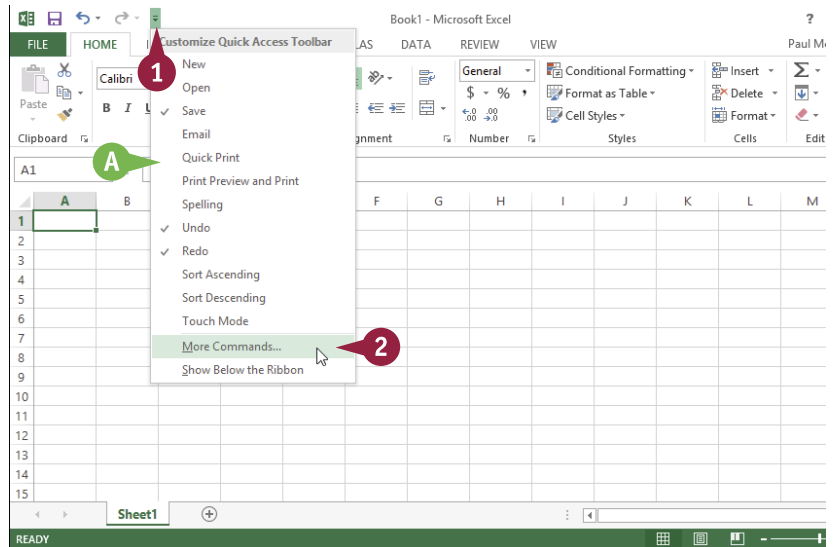 Book1 - Microsoft Excel
?
FILE HOME DATA REVIEW VIEW
Customize Quick Access Toolbar
New
Open
Save
Email
Quick Print
Print Preview and Print
Spelling
Undo
Redo
Sort Ascending
Sort Descending
Touch Mode
More Commands...
Show Below the Ribbon
1
2
A
Paste
Clipboard
Calibri
B I
General
$ % ,
Number
Conditional Formatting
Format as Table
Cell Styles
Styles
Insert
Delete
Format
Cells
Σ
A1
A B F G H I J K L M
1
2
3
4
5
6
7
8
9
10
11
12
13
14
15
Sheet1
READY